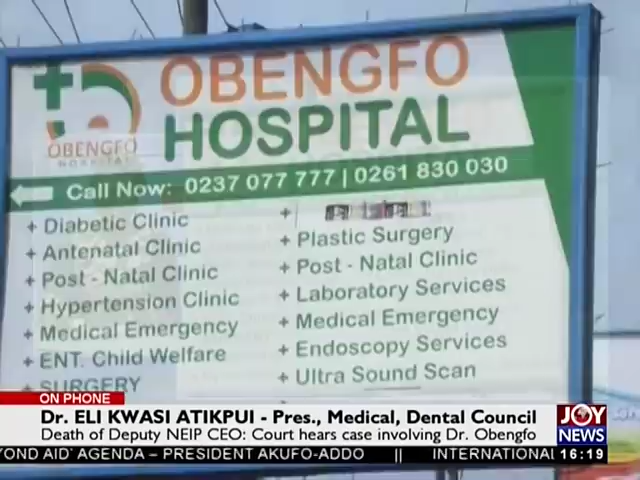 OBENGFO
HOSPITAL
OBENGFO
HOSPITAL
Call Now: 0237 077 777 | 0261 830 030
+ Diabetic Clinic
+ Antenatal Clinic
+ Post - Natal Clinic
+ Hypertension Clinic
+ Medical Emergency
+ ENT. Child Welfare
+ SURGERY
+
+ Plastic Surgery
+ Post - Natal Clinic
+ Laboratory Services
+ Medical Emergency
+ Endoscopy Services
+ Ultra Sound Scan
ON PHONE
Dr. ELI KWASI ATIKPUI - Pres., Medical, Dental Council
Death of Deputy NEIP CEO: Court hears case involving Dr. Obengfo
JOY
NEWS
YOND AID' AGENDA - PRESIDENT AKUFO-ADDO || INTERNATIONAL
16:19